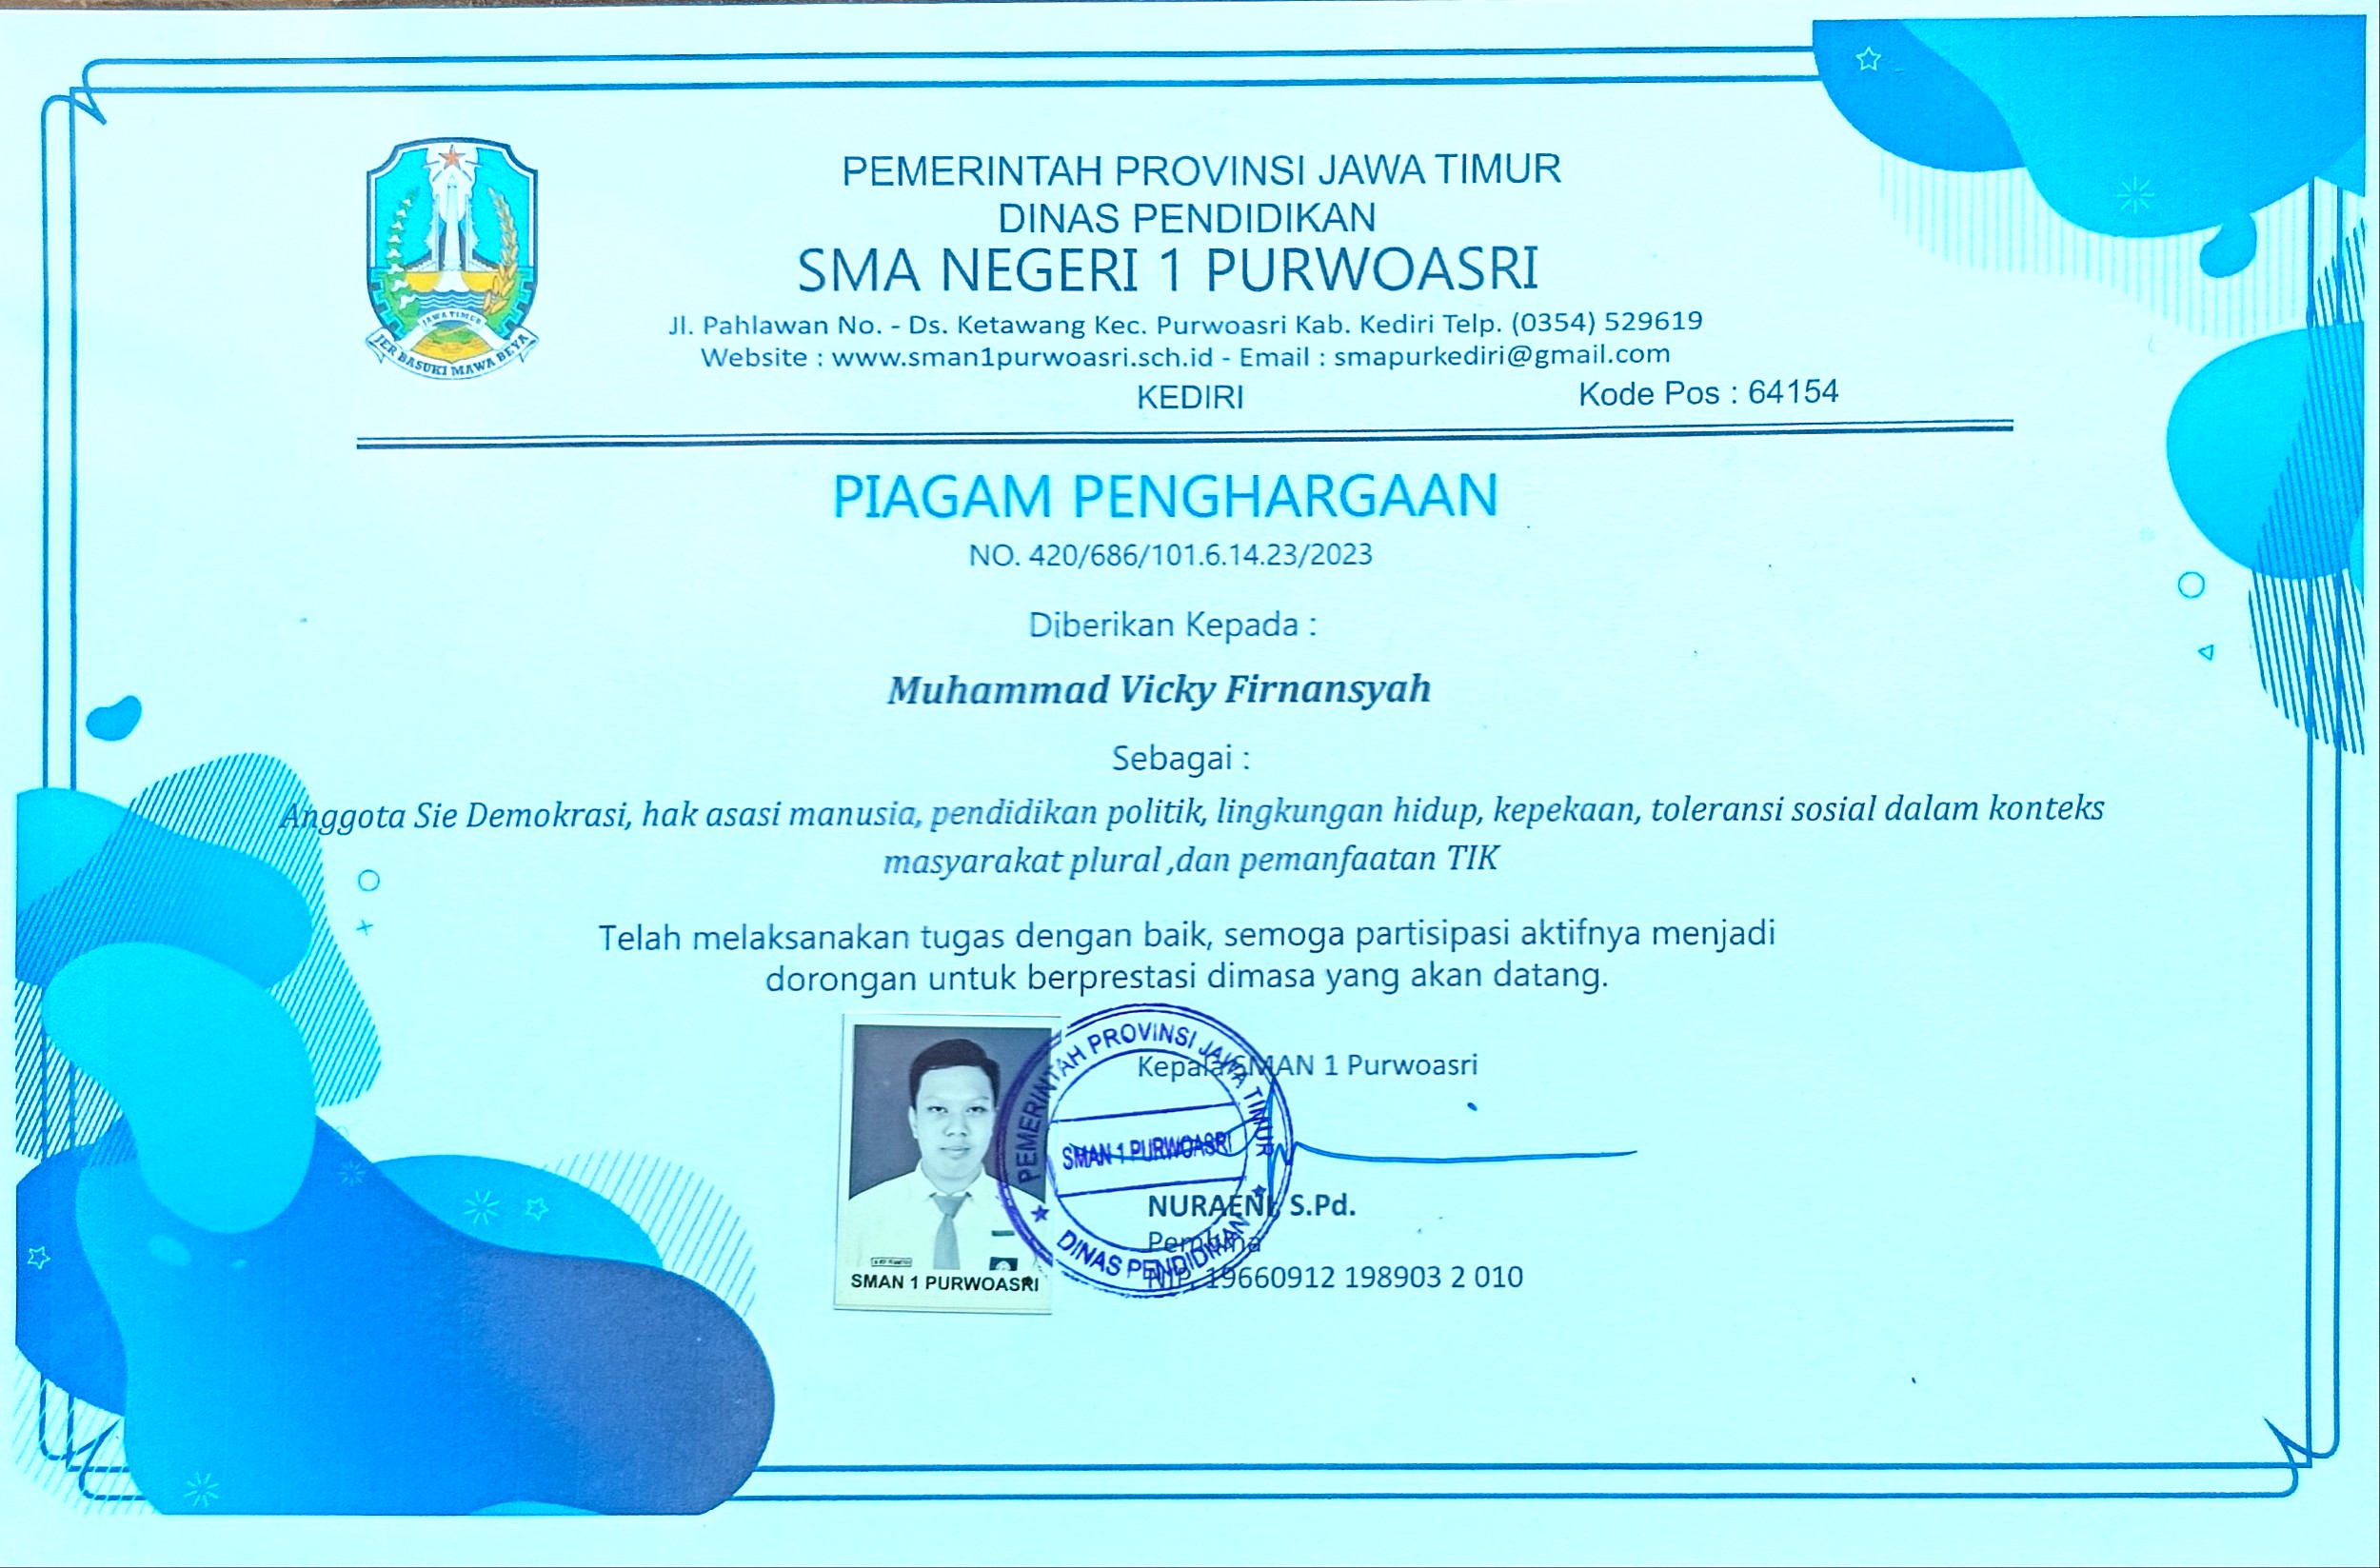 PEMERINTAH PROVINSI JAWA TIMUR
DINAS PENDIDIKAN
SMA NEGERI 1 PURWOASRI
Jl. Pahlawan No. - Ds. Ketawang Kec. Purwoasri Kab. Kediri Telp. (0354) 529619
Website : www.sman1purwoasri.sch.id - Email : smapurkediri@gmail.com
KEDIRI Kode Pos : 64154
JAWA TIMUR
JER BASUKI MAWA BEYA
PIAGAM PENGHARGAAN
NO. 420/686/101.6.14.23/2023
Diberikan Kepada :
Muhammad Vicky Firnansyah
Sebagai :
Anggota Sie Demokrasi, hak asasi manusia, pendidikan politik, lingkungan hidup, kepekaan, toleransi sosial dalam konteks
masyarakat plural ,dan pemanfaatan TIK
Telah melaksanakan tugas dengan baik, semoga partisipasi aktifnya menjadi
dorongan untuk berprestasi dimasa yang akan datang.
Kepala SMAN 1 Purwoasri
PEMERINTAH PROVINSI JAWA TIMUR
SMAN 1 PURWOASRI
DINAS PENDIDIKAN
NURAENI, S.Pd.
Pembina
NIP. 19660912 198903 2 010
SMAN 1 PURWOASRI